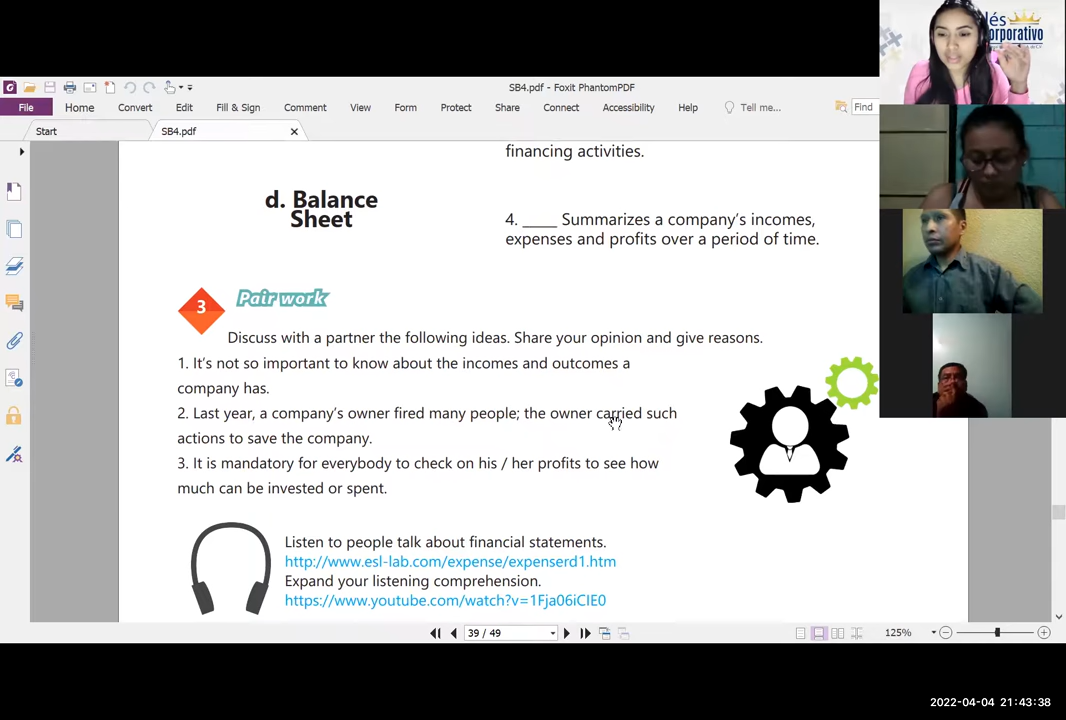 SB4.pdf - Foxit PhantomPDF
File Home Convert Edit Fill & Sign Comment View Form Protect Share Connect Accessibility Help Tell me... Find
Start SB4.pdf
financing activities.
d. Balance
Sheet
4. ____ Summarizes a company's incomes,
expenses and profits over a period of time.
3 Pair work
Discuss with a partner the following ideas. Share your opinion and give reasons.
1. It's not so important to know about the incomes and outcomes a
company has.
2. Last year, a company's owner fired many people; the owner carried such
actions to save the company.
3. It is mandatory for everybody to check on his / her profits to see how
much can be invested or spent.
Listen to people talk about financial statements.
http://www.esl-lab.com/expense/expenserd1.htm
Expand your listening comprehension.
https://www.youtube.com/watch?v=1Fja06iCIE0
39 / 49
125%
lés
orporativo
2022-04-04 21:43:38